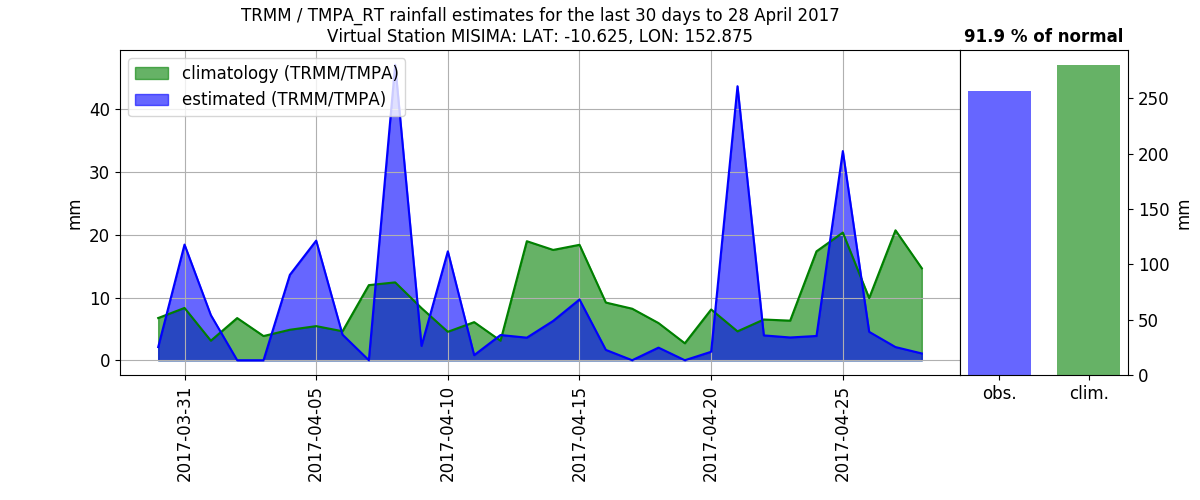 TRMM / TMPA_RT rainfall estimates for the last 30 days to 28 April 2017
Virtual Station MISIMA: LAT: -10.625, LON: 152.875
91.9 % of normal
climatology (TRMM/TMPA)
estimated (TRMM/TMPA)
mm
40
30
20
10
0
2017-03-31
2017-04-05
2017-04-10
2017-04-15
2017-04-20
2017-04-25
obs.
clim.
250
200
150
100
50
0
mm